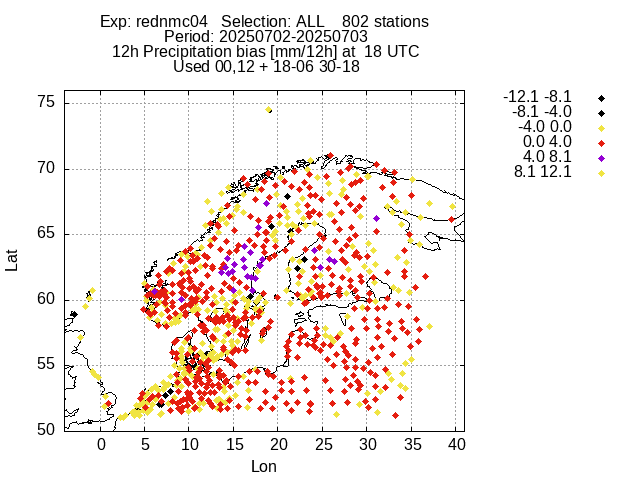 Exp: rednmc04 Selection: ALL 802 stations
Period: 20250702-20250703
12h Precipitation bias [mm/12h] at 18 UTC
Used 00,12 + 18-06 30-18
-12.1 -8.1
-8.1 -4.0
-4.0 0.0
0.0 4.0
4.0 8.1
8.1 12.1
75
70
65
60
55
50
Lat
0 5 10 15 20 25 30 35 40
Lon